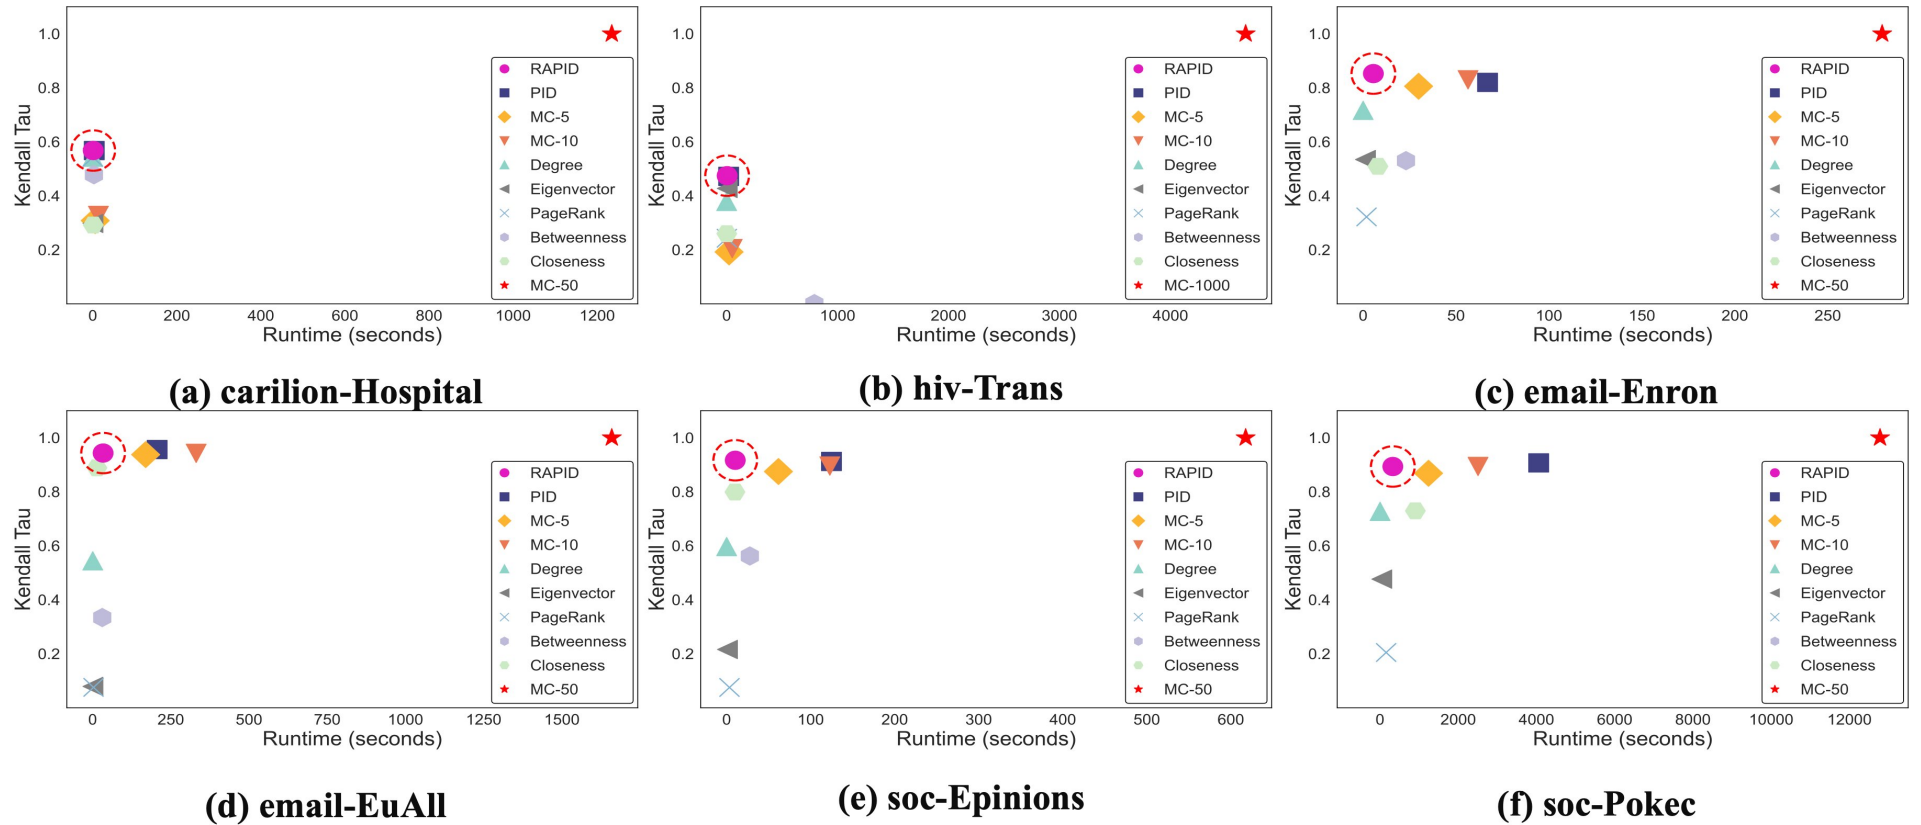 1.0
0.8
0.6
0.4
0.2
Kendall Tau
RAPID
PID
MC-5
MC-10
Degree
Eigenvector
PageRank
Betweenness
Closeness
MC-50
0 200 400 600 800 1000 1200
Runtime (seconds)
(a) carilion-Hospital
1.0
0.8
0.6
0.4
0.2
Kendall Tau
RAPID
PID
MC-5
MC-10
Degree
Eigenvector
PageRank
Betweenness
Closeness
MC-1000
0 1000 2000 3000 4000
Runtime (seconds)
(b) hiv-Trans
1.0
0.8
0.6
0.4
0.2
Kendall Tau
RAPID
PID
MC-5
MC-10
Degree
Eigenvector
PageRank
Betweenness
Closeness
MC-50
0 50 100 150 200 250
Runtime (seconds)
(c) email-Enron
1.0
0.8
0.6
0.4
0.2
Kendall Tau
RAPID
PID
MC-5
MC-10
Degree
Eigenvector
PageRank
Betweenness
Closeness
MC-50
0 250 500 750 1000 1250 1500
Runtime (seconds)
(d) email-EuAll
1.0
0.8
0.6
0.4
0.2
Kendall Tau
RAPID
PID
MC-5
MC-10
Degree
Eigenvector
PageRank
Betweenness
Closeness
MC-50
0 100 200 300 400 500 600
Runtime (seconds)
(e) soc-Epinions
1.0
0.8
0.6
0.4
0.2
Kendall Tau
RAPID
PID
MC-5
MC-10
Degree
Eigenvector
PageRank
Betweenness
Closeness
MC-50
0 2000 4000 6000 8000 10000 12000
Runtime (seconds)
(f) soc-Pokec